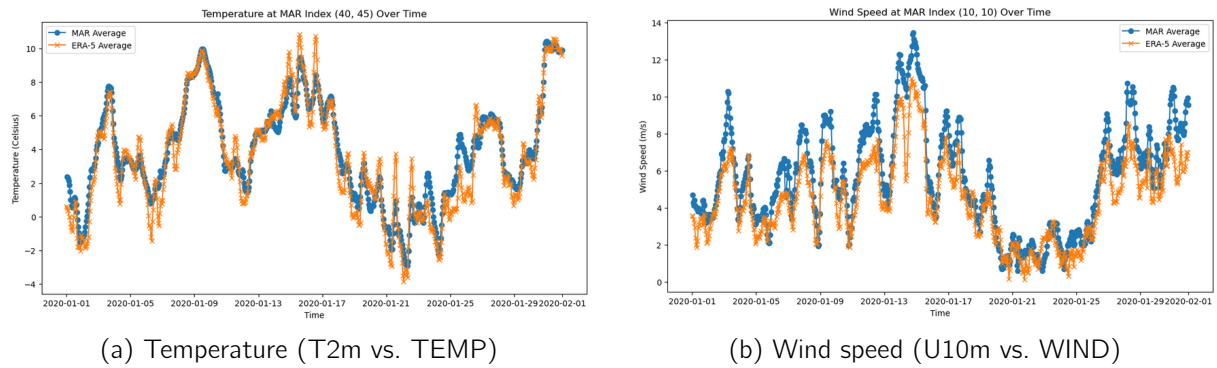 Temperature at MAR Index (40, 45) Over Time
MAR Average
ERA-5 Average
10
8
6
4
2
0
−2
−4
Temperature (Celsius)
2020-01-01 2020-01-05 2020-01-09 2020-01-13 2020-01-17 2020-01-21 2020-01-25 2020-01-29 2020-02-01
Time
(a) Temperature (T2m vs. TEMP)
Wind Speed at MAR Index (10, 10) Over Time
MAR Average
ERA-5 Average
14
12
10
8
6
4
2
0
Wind Speed (m/s)
2020-01-01 2020-01-05 2020-01-09 2020-01-13 2020-01-17 2020-01-21 2020-01-25 2020-01-29 2020-02-01
Time
(b) Wind speed (U10m vs. WIND)